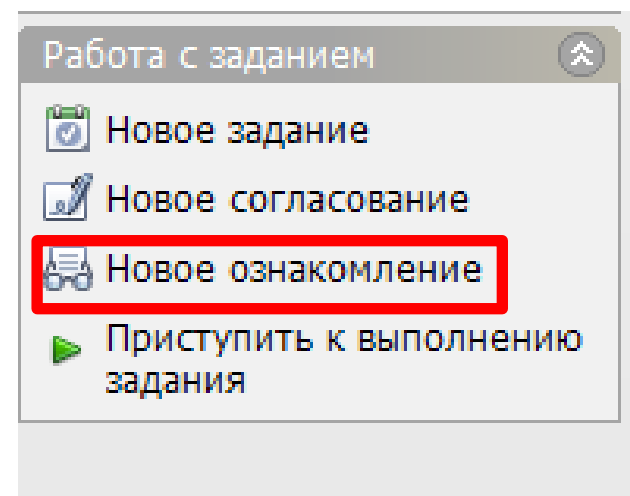 Работа с заданием
Новое задание
Новое согласование
Новое ознакомление
Приступить к выполнению
задания